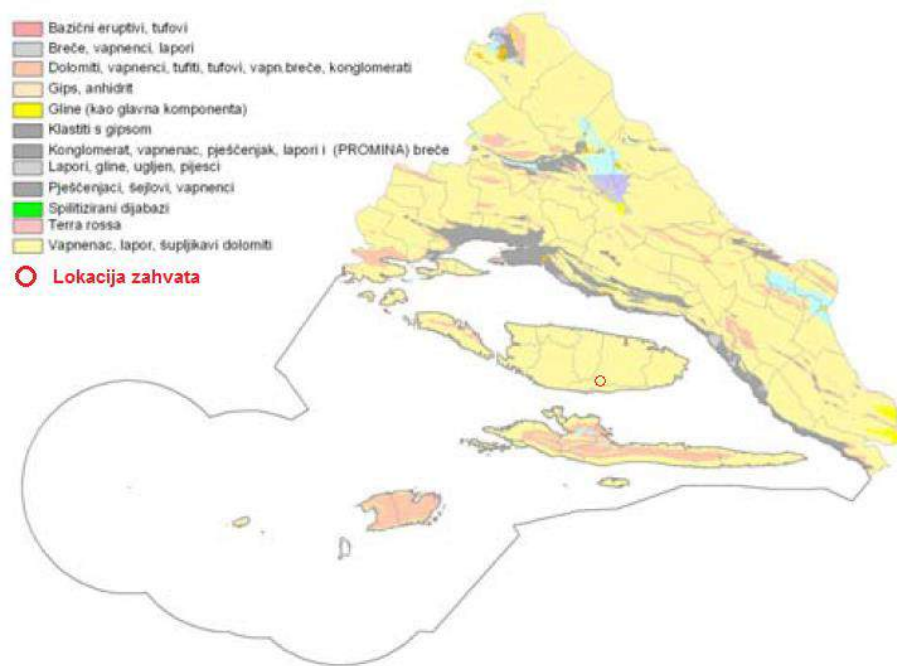 Bazični eruptivi, tufovi
Breče, vapnenci, lapori
Dolomiti, vapnenci, tufiti, tufovi, vapn.breče, konglomerati
Gips, anhidrit
Gline (kao glavna komponenta)
Klastiti s gipsom
Konglomerat, vapnenac, pješčenjak, lapori i (PROMINA) breče
Lapori, gline, ugljen, pijesci
Pješčenjaci, šejlovi, vapnenci
Spilitizirani dijabazi
Terra rossa
Vapnenac, lapor, šupljikavi dolomiti
Lokacija zahvata